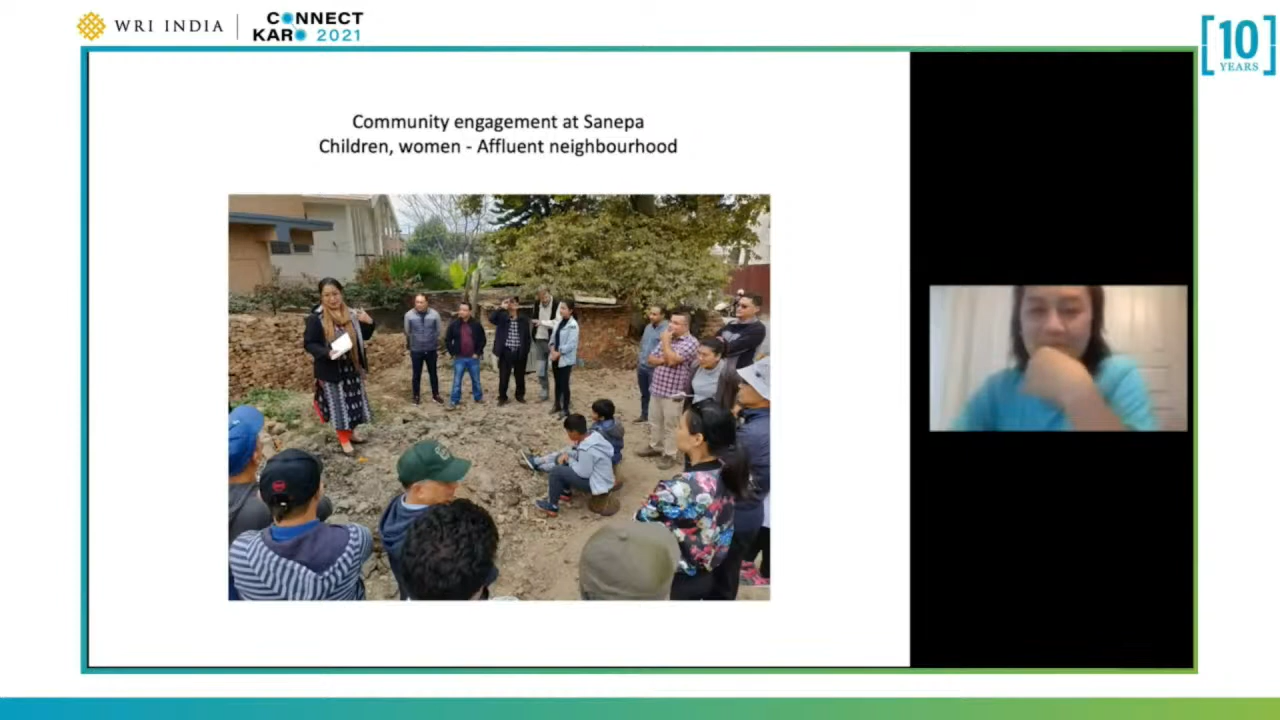 WRI INDIA
CONNECT
KARO 2021
10
YEARS
Community engagement at Sanepa
Children, women - Affluent neighbourhood